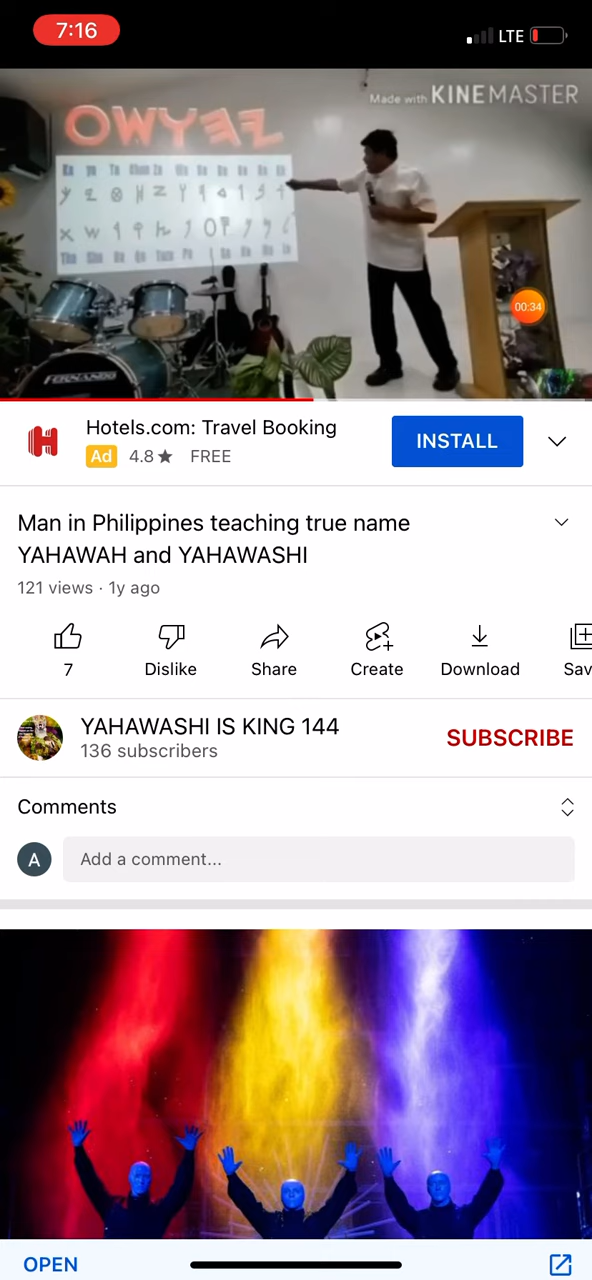 7:16
LTE
Made with KINEMASTER
00:34
FERNANDO
Hotels.com: Travel Booking
INSTALL
Ad 4.8★ FREE
Man in Philippines teaching true name
YAHAWAH and YAHAWASHI
121 views · 1y ago
7
Dislike
Share
Create
Download
Sav
YAHAWASHI IS KING 144
136 subscribers
SUBSCRIBE
Comments
A
Add a comment...
OPEN